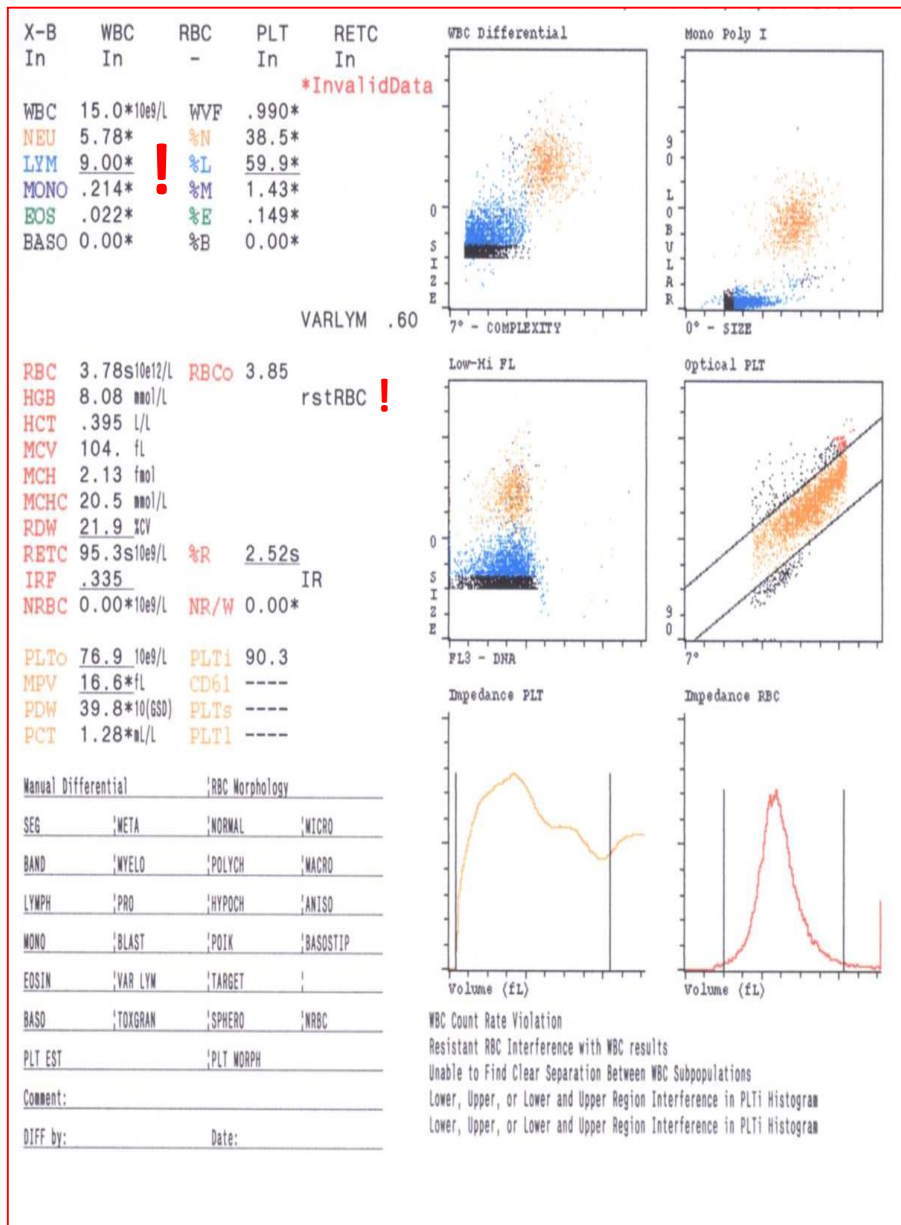 X-B WBC RBC PLT RETC
In In - In In
*InvalidData
WBC 15.0*10e9/L WVF .990*
NEU 5.78* %N 38.5*
LYM 9.00* ! %L 59.9*
MONO .214* %M 1.43*
EOS .022* %E .149*
BASO 0.00* %B 0.00*
VARLYM .60
RBC 3.78s10e12/L RBCo 3.85
HGB 8.08 mmol/L rstRBC !
HCT .395 L/L
MCV 104. fL
MCH 2.13 fmol
MCHC 20.5 mmol/L
RDW 21.9 %CV
RETC 95.3s10e9/L %R 2.52s
IRF .335 IR
NRBC 0.00*10e9/L NR/W 0.00*
PLTo 76.9 10e9/L PLTi 90.3
MPV 16.6*fL CD61 ----
PDW 39.8*10(GSD) PLTs ----
PCT 1.28*mL/L PLTl ----
Manual Differential ¦RBC Morphology
SEG ¦META ¦NORMAL ¦MICRO
BAND ¦MYELO ¦POLYCH ¦MACRO
LYMPH ¦PRO ¦HYPOCH ¦ANISO
MONO ¦BLAST ¦POIK ¦BASOSTIP
EOSIN ¦VAR LYM ¦TARGET ¦
BASO ¦TOXGRAN ¦SPHERO ¦NRBC
PLT EST ¦PLT MORPH
Comment:
DIFF by: Date:
WBC Differential
0
SIZE
7° - COMPLEXITY
Mono Poly I
90 LOBULAR
0° - SIZE
Low-Hi FL
0
SIZE
FL3 - DNA
Optical PLT
90
7°
Impedance PLT
Volume (fL)
Impedance RBC
Volume (fL)
WBC Count Rate Violation
Resistant RBC Interference with WBC results
Unable to Find Clear Separation Between WBC Subpopulations
Lower, Upper, or Lower and Upper Region Interference in PLTi Histogram
Lower, Upper, or Lower and Upper Region Interference in PLTi Histogram